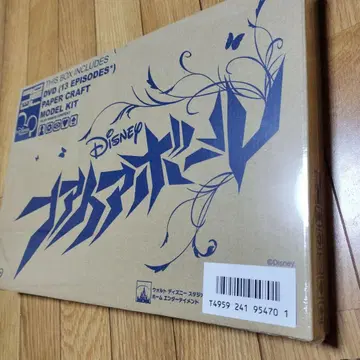 THIS BOX INCLUDES
DVD (13 EPISODES*)
PAPER CRAFT
MODEL KIT
DISNEY
ファイアボール
©Disney
ウォルト ディズニー スタジオ
ホーム エンターテイメント
T4959 241 95470 1